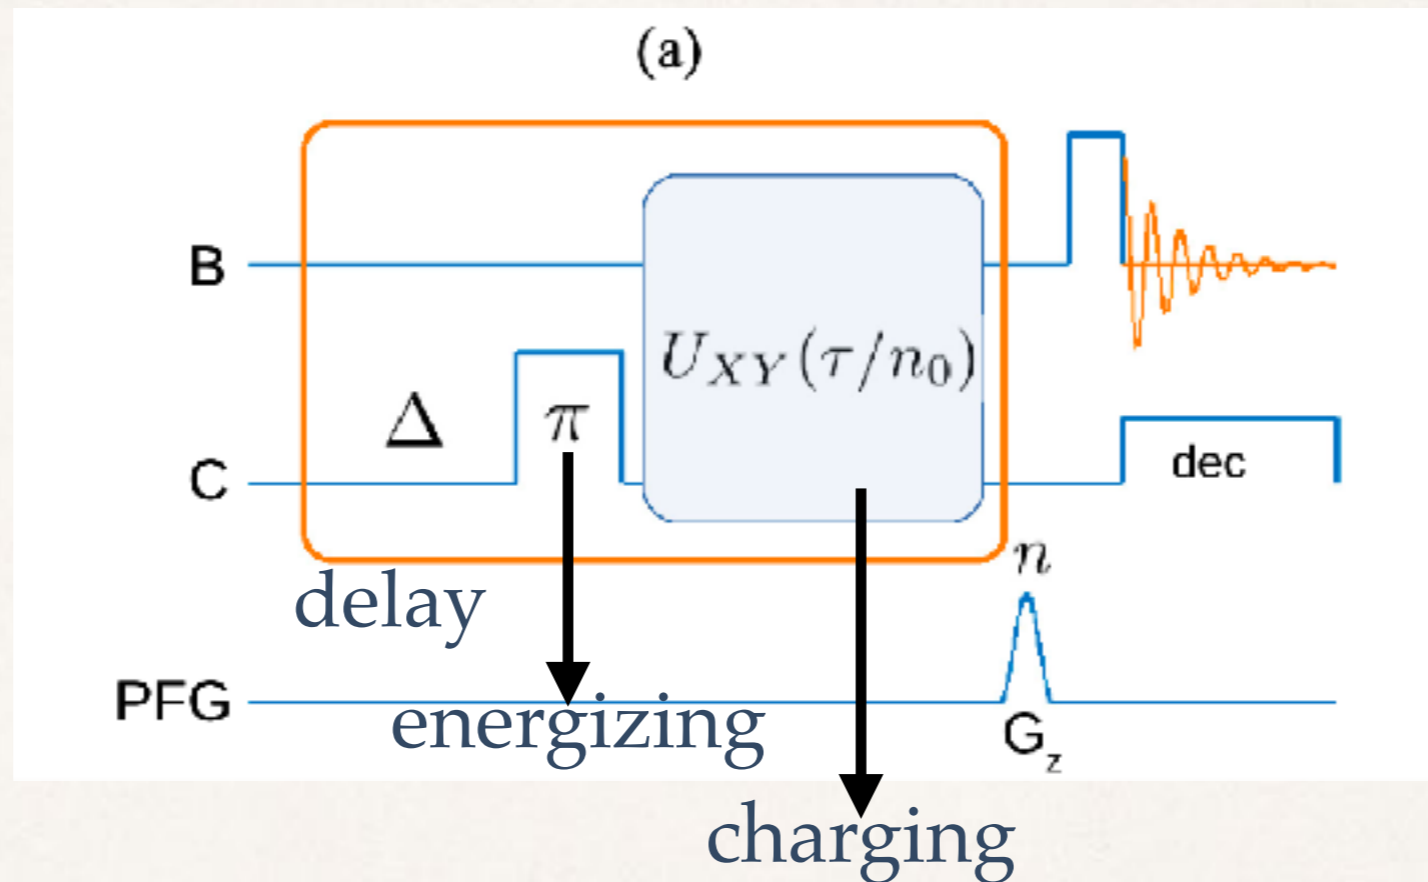 (a)
B
U_{XY}(τ/n_0)
Δ
π
C
dec
n
delay
PFG
energizing
G_z
charging